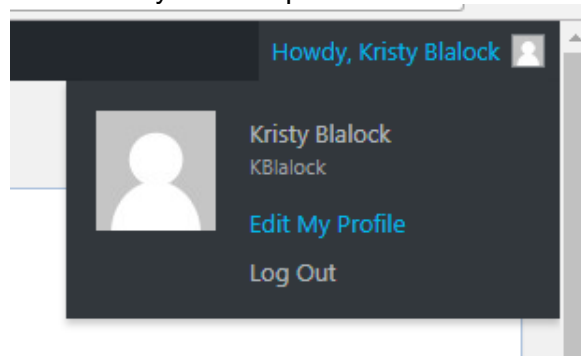 Howdy, Kristy Blalock
Kristy Blalock
KBlalock
Edit My Profile
Log Out